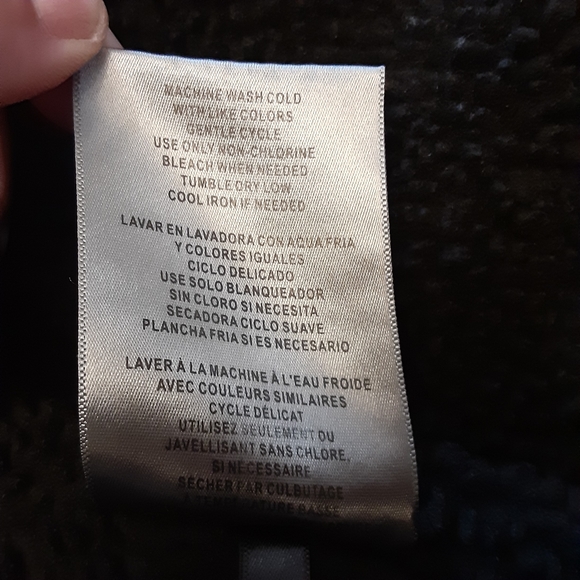 MACHINE WASH COLD
WITH LIKE COLORS
GENTLE CYCLE
USE ONLY NON-CHLORINE
BLEACH WHEN NEEDED
TUMBLE DRY LOW
COOL IRON IF NEEDED
LAVAR EN LAVADORA CON AQUA FRIA
Y COLORES IGUALES
CICLO DELICADO
USE SOLO BLANQUEADOR
SIN CLORO SI NECESITA
SECADORA CICLO SUAVE
PLANCHA FRIA SI ES NECESARIO
LAVER À LA MACHINE À L'EAU FROIDE
AVEC COULEURS SIMILAIRES
CYCLE DÉLICAT
UTILISEZ SEULEMENT DU
JAVELLISANT SANS CHLORE,
SI NÉCESSAIRE
SÉCHER PAR CULBUTAGE
À TEMPÉRATURE BASSE